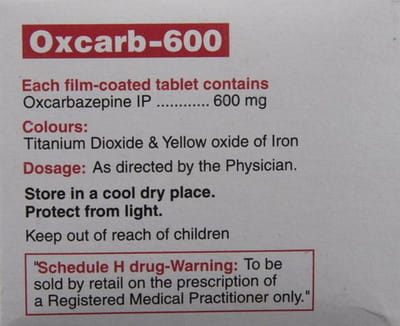 Oxcarb-600
Each film-coated tablet contains
Oxcarbazepine IP ............ 600 mg
Colours:
Titanium Dioxide & Yellow oxide of Iron
Dosage: As directed by the Physician.
Store in a cool dry place.
Protect from light.
Keep out of reach of children
"Schedule H drug-Warning: To be
sold by retail on the prescription of
a Registered Medical Practitioner only."